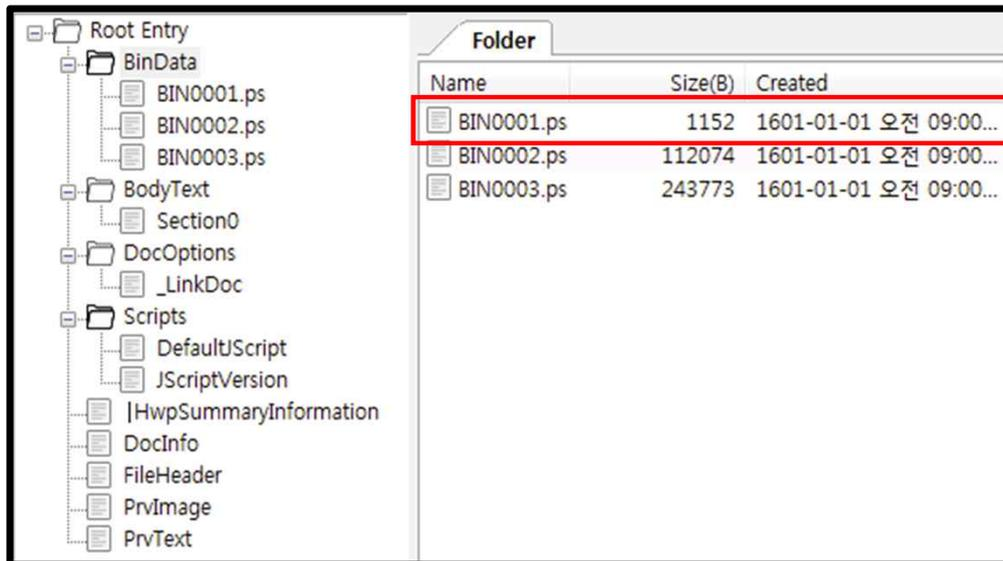 Root Entry
BinData
BIN0001.ps
BIN0002.ps
BIN0003.ps
BodyText
Section0
DocOptions
_LinkDoc
Scripts
DefaultJScript
JScriptVersion
|HwpSummaryInformation
DocInfo
FileHeader
PrvImage
PrvText
Folder
Name Size(B) Created
BIN0001.ps 1152 1601-01-01 오전 09:00...
BIN0002.ps 112074 1601-01-01 오전 09:00...
BIN0003.ps 243773 1601-01-01 오전 09:00...